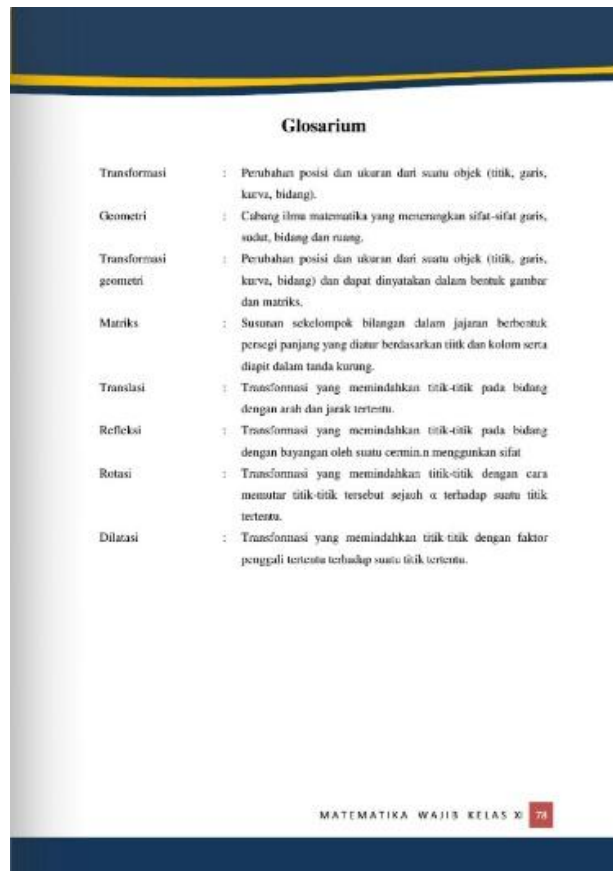 Glosarium
Transformasi : Perubahan posisi dan ukuran dari suatu objek (titik, garis,
kurva, bidang).
Geometri : Cabang ilmu matematika yang menerangkan sifat-sifat garis,
sudut, bidang dan ruang.
Transformasi : Perubahan posisi dan ukuran dari suatu objek (titik, garis,
geometri kurva, bidang) dan dapat dinyatakan dalam bentuk gambar
dan matriks.
Matriks : Susunan sekelompok bilangan dalam jajaran berbentuk
persegi panjang yang diatur berdasarkan tiitk dan kolom serta
diapit dalam tanda kurung.
Translasi : Transformasi yang memindahkan titik-titik pada bidang
dengan arah dan jarak tertentu.
Refleksi : Transformasi yang memindahkan titik-titik pada bidang
dengan bayangan oleh suatu cermin.n menggunkan sifat
Rotasi : Transformasi yang memindahkan titik-titik dengan cara
memutar titik-titik tersebut sejauh α terhadap suatu titik
tertentu.
Dilatasi : Transformasi yang memindahkan titik-titik dengan faktor
penggali tertentu terhadap suatu titik tertentu.
MATEMATIKA WAJIB KELAS XI 78